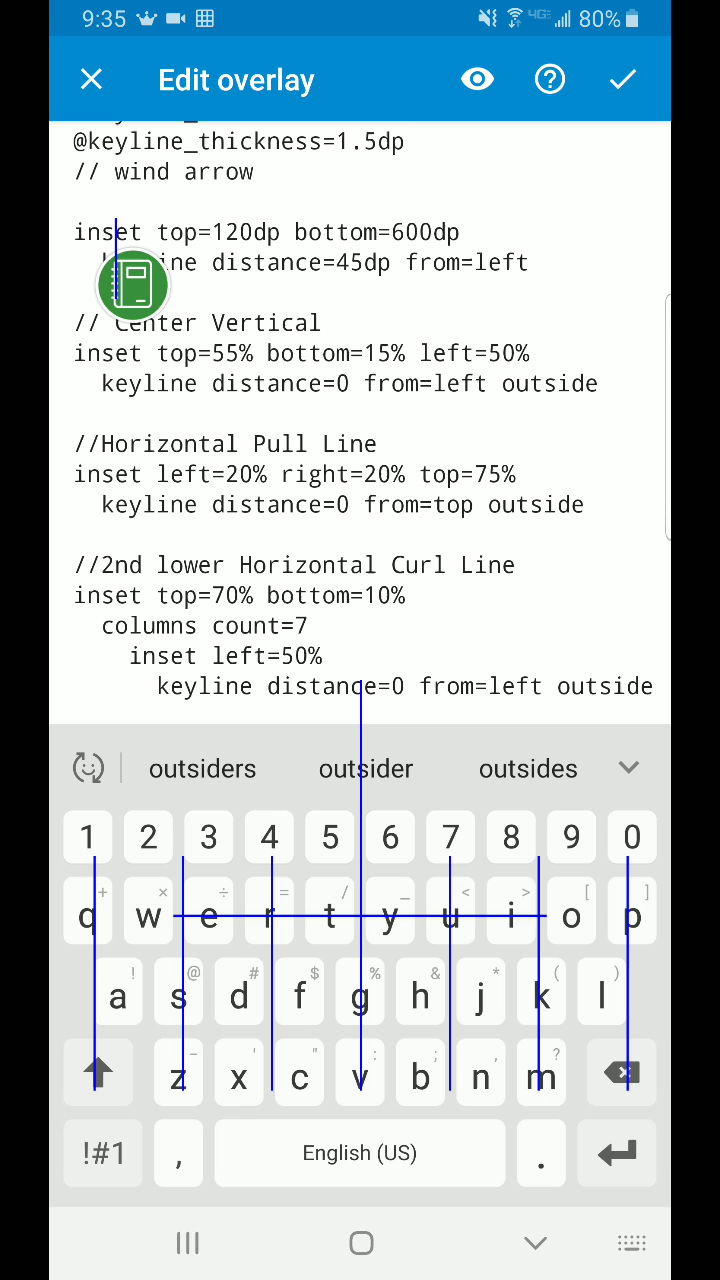 9:35 4GE 80%
Edit overlay
@keyline_thickness=1.5dp
// wind arrow
inset top=120dp bottom=600dp
distance=45dp from=left
// Center Vertical
inset top=55% bottom=15% left=50%
keyline distance=0 from=left outside
//Horizontal Pull Line
inset left=20% right=20% top=75%
keyline distance=0 from=top outside
//2nd lower Horizontal Curl Line
inset top=70% bottom=10%
columns count=7
inset left=50%
keyline distance=0 from=left outside
outsiders outsider outsides
1 2 3 4 5 6 7 8 9 0
+ × ÷ = / _ < > [ ]
q w e r t y u i o p
! @ # $ % & * ( )
a s d f g h j k l
- ' " : ; , ?
z x c v b n m
!#1 , English (US) .